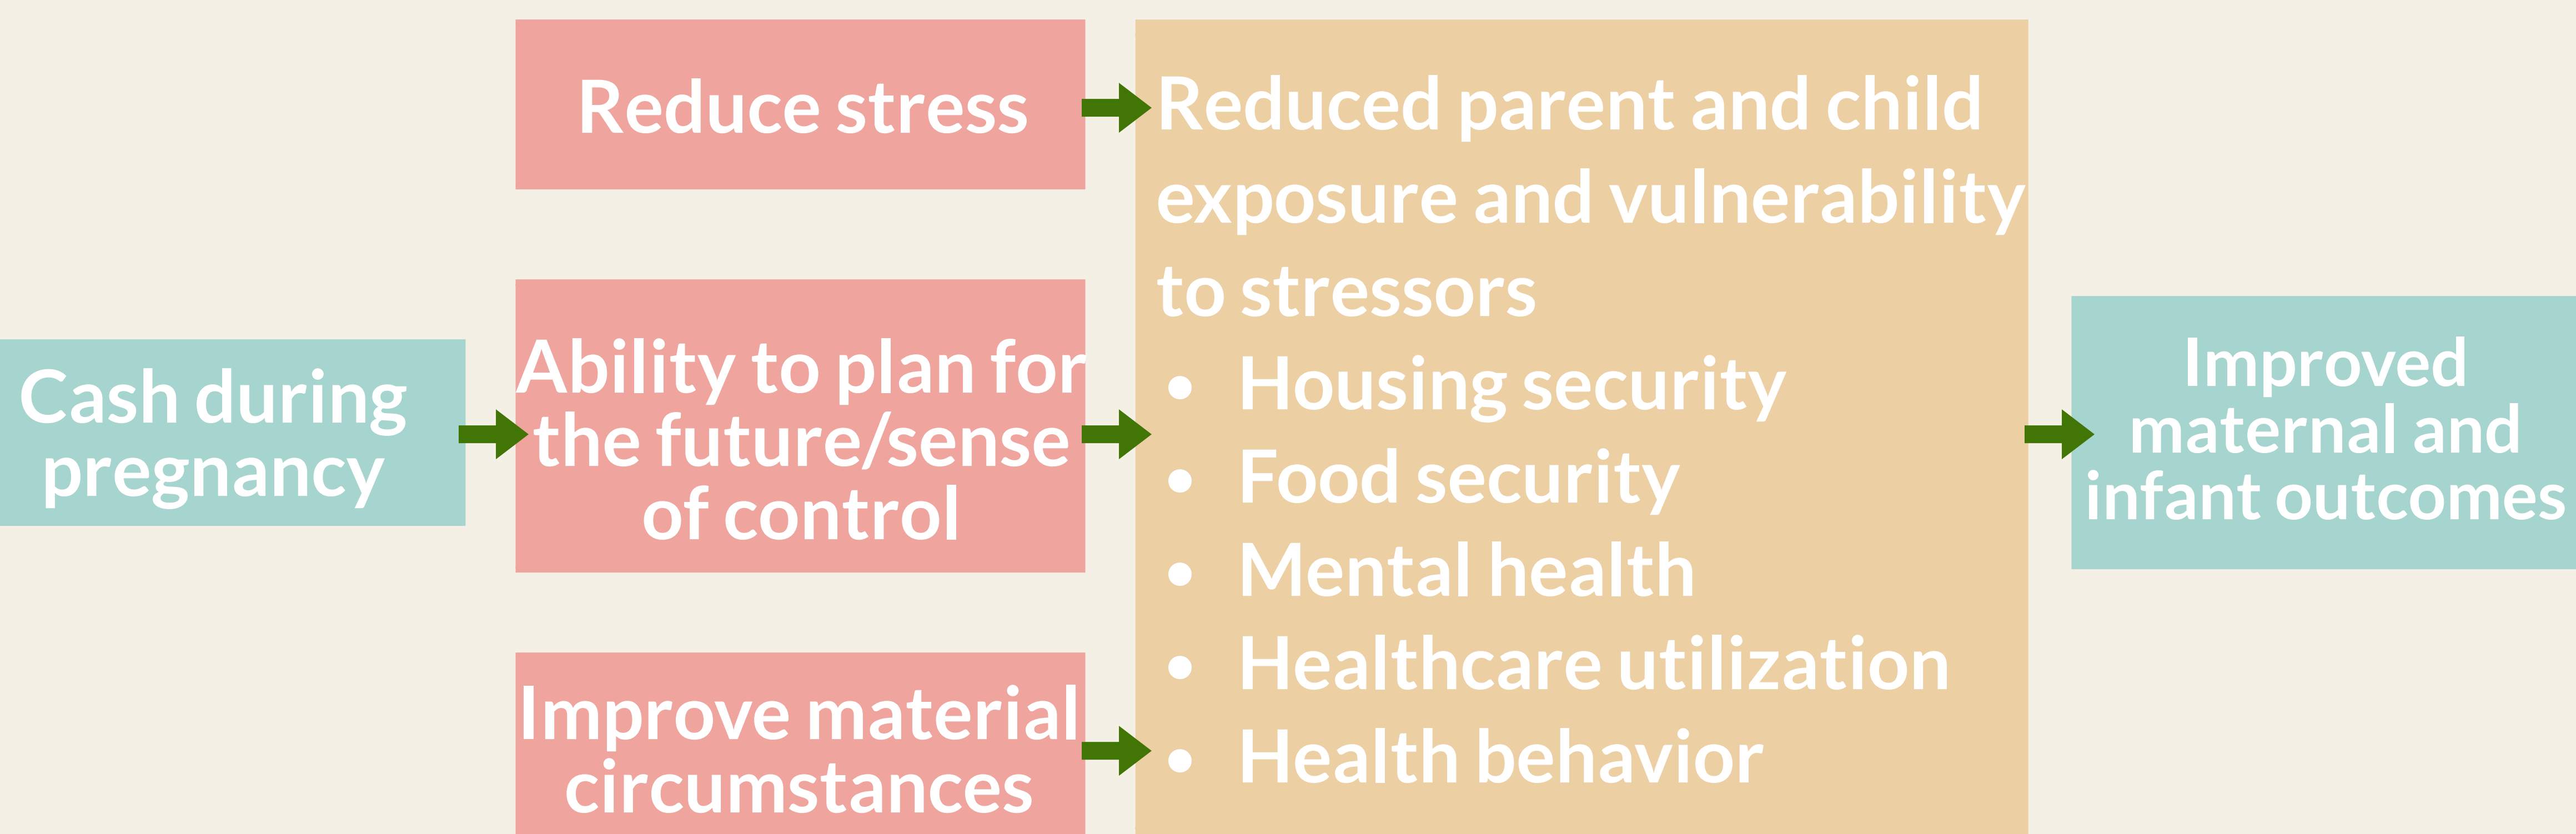 Cash during
pregnancy
Reduce stress
Ability to plan for
the future/sense
of control
Improve material
circumstances
Reduced parent and child
exposure and vulnerability
to stressors
• Housing security
• Food security
• Mental health
• Healthcare utilization
• Health behavior
Improved
maternal and
infant outcomes